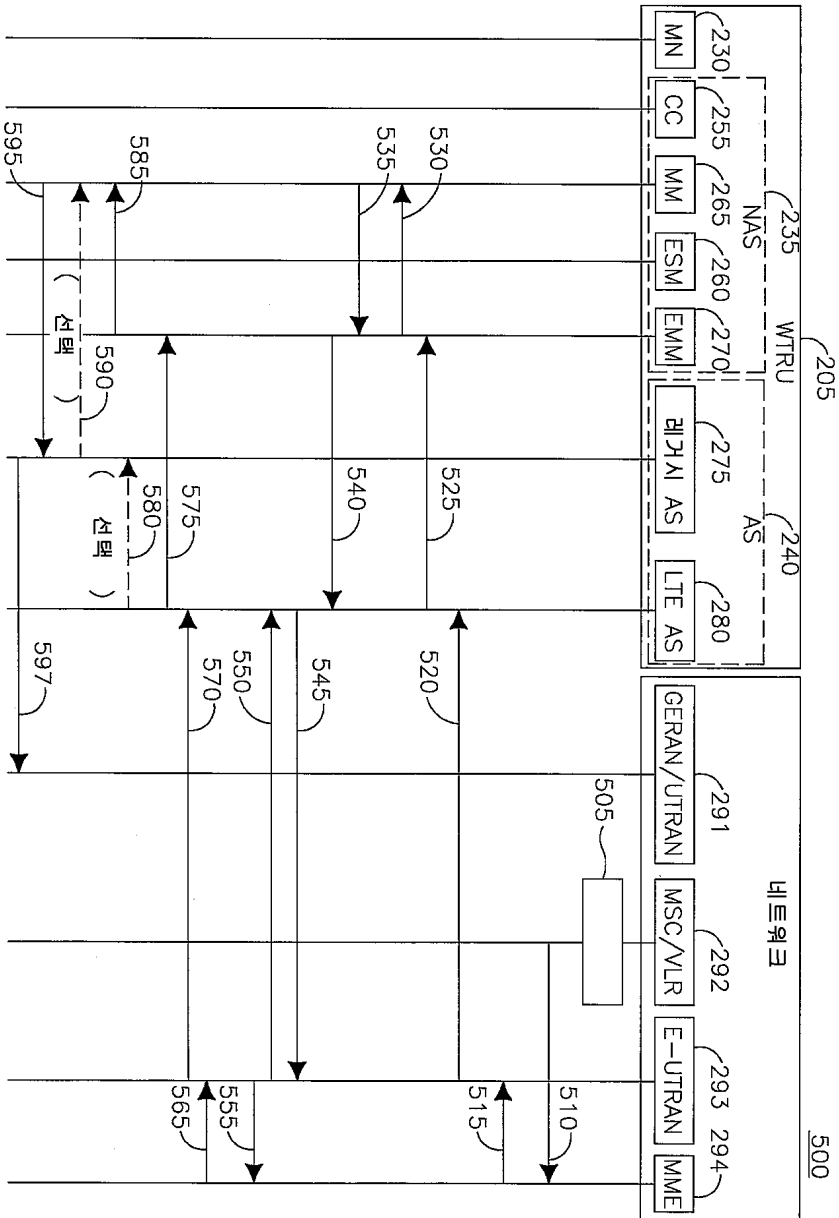 500
205
WTRU
네트워크
235
NAS
240
AS
230
255
265
260
270
275
280
291
292
293
294
MN
CC
MM
ESM
EMM
레거시 AS
LTE AS
GERAN/UTRAN
MSC/VLR
E-UTRAN
MME
505
510
515
520
525
530
535
540
545
550
555
565
570
575
580
( 선택 )
585
590
( 선택 )
595
597